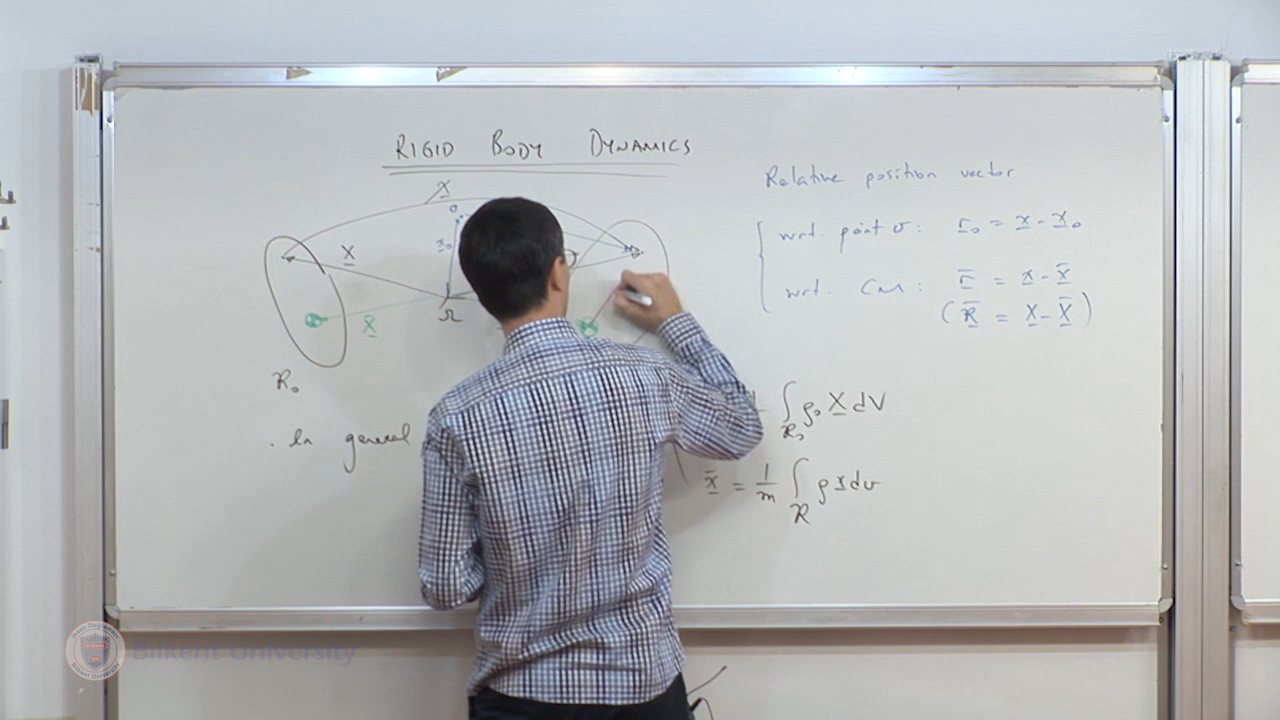 RIGID BODY DYNAMICS
Relative position vector
χ
o
wrt. point o: r₀ = x - x₀
X
x₀
wrt. CM: r̄ = x - x̄
Ω
(R̄ = X - X̄)
X̄
R₀
∫R₀ ρ₀ X dV
. In general
x̄ = 1/m ∫R ρ x dv
Bilkent University